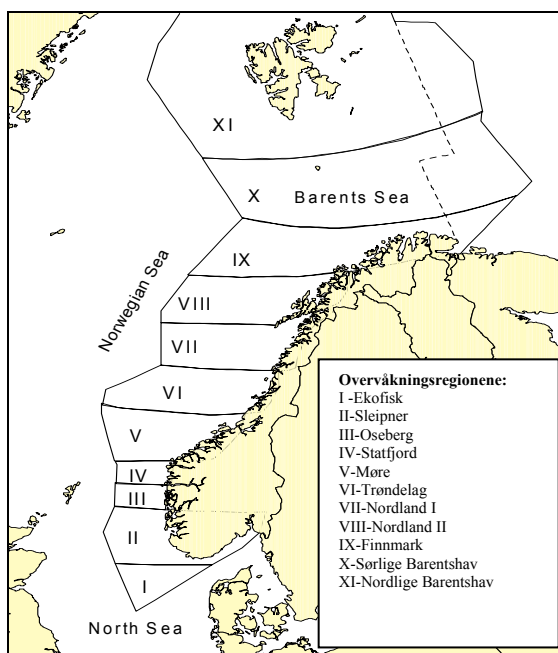 XI
X
Barents Sea
IX
Norwegian Sea
VIII
VII
VI
V
IV
III
II
I
North Sea
Overvåkningsregionene:
I -Ekofisk
II-Sleipner
III-Oseberg
IV-Statfjord
V-Møre
VI-Trøndelag
VII-Nordland I
VIII-Nordland II
IX-Finnmark
X-Sørlige Barentshav
XI-Nordlige Barentshav